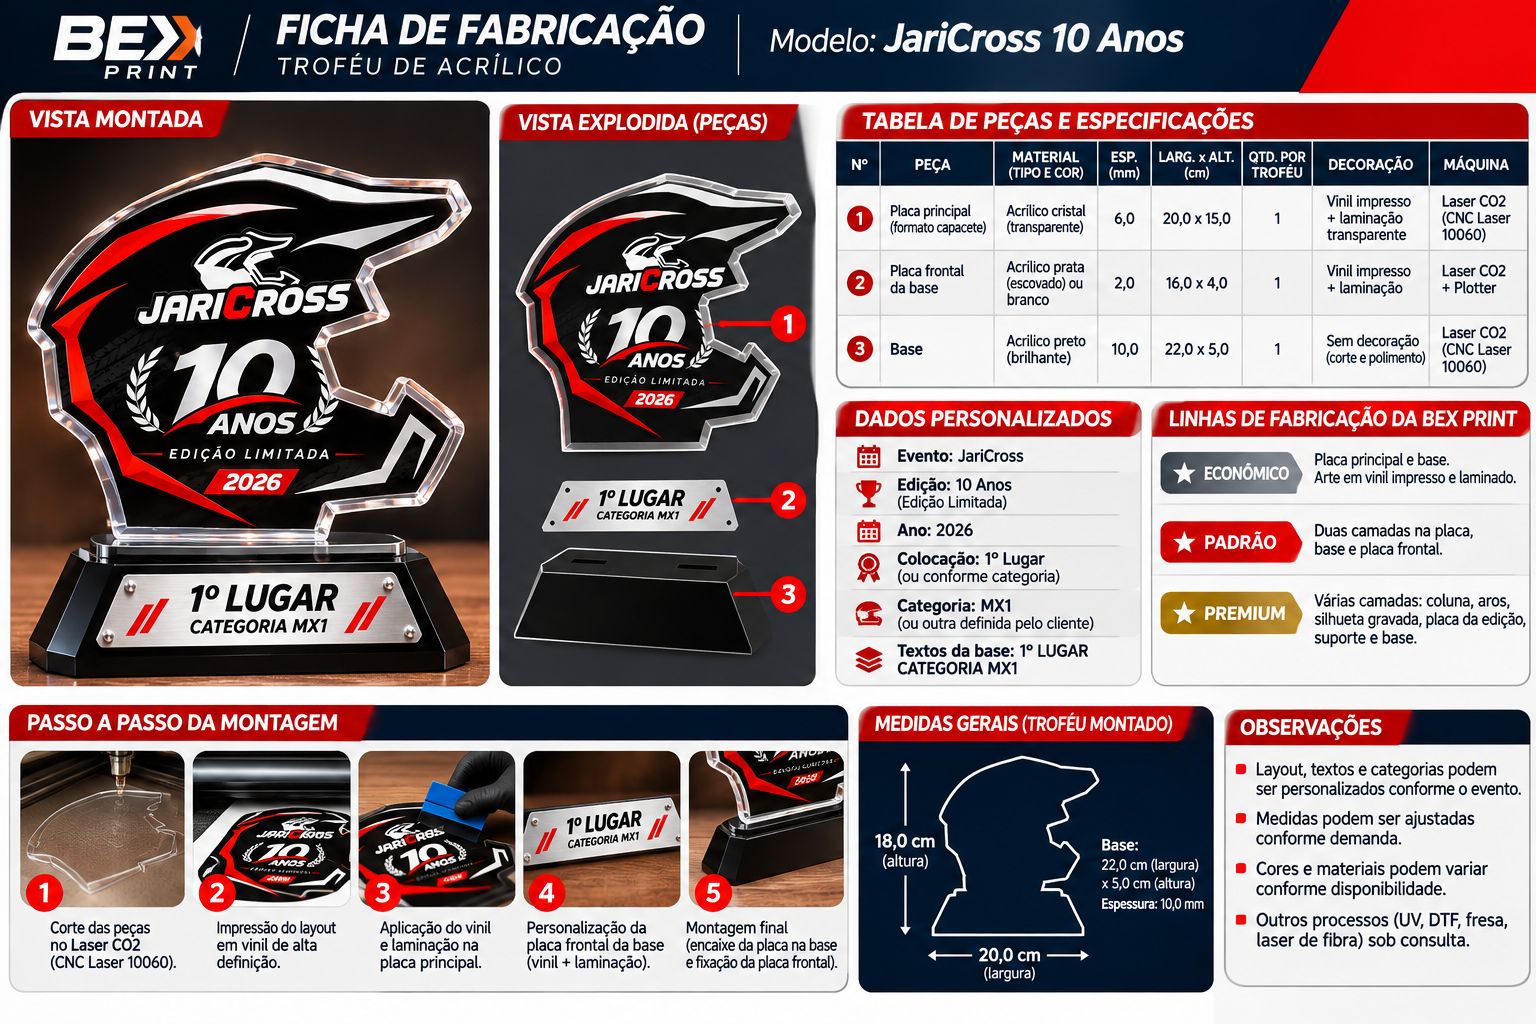 BEX
PRINT
FICHA DE FABRICAÇÃO
TROFÉU DE ACRÍLICO
Modelo: JariCross 10 Anos
VISTA MONTADA
JARICROSS
10
ANOS
EDIÇÃO LIMITADA
2026
1º LUGAR
CATEGORIA MX1
VISTA EXPLODIDA (PEÇAS)
JARICROSS
10
ANOS
EDIÇÃO LIMITADA
2026
1
1º LUGAR
CATEGORIA MX1
2
3
TABELA DE PEÇAS E ESPECIFICAÇÕES
Nº PEÇA MATERIAL (TIPO E COR) ESP. (mm) LARG. x ALT. (cm) QTD. POR TROFÉU DECORAÇÃO MÁQUINA
1 Placa principal (formato capacete) Acrílico cristal (transparente) 6,0 20,0 x 15,0 1 Vinil impresso + laminação transparente Laser CO2 (CNC Laser 10060)
2 Placa frontal da base Acrílico prata (escovado) ou branco 2,0 16,0 x 4,0 1 Vinil impresso + laminação Laser CO2 + Plotter
3 Base Acrílico preto (brilhante) 10,0 22,0 x 5,0 1 Sem decoração (corte e polimento) Laser CO2 (CNC Laser 10060)
DADOS PERSONALIZADOS
Evento: JariCross
Edição: 10 Anos
(Edição Limitada)
Ano: 2026
Colocação: 1º Lugar
(ou conforme categoria)
Categoria: MX1
(ou outra definida pelo cliente)
Textos da base: 1º LUGAR
CATEGORIA MX1
LINHAS DE FABRICAÇÃO DA BEX PRINT
ECONÔMICO
Placa principal e base.
Arte em vinil impresso e laminado.
PADRÃO
Duas camadas na placa,
base e placa frontal.
PREMIUM
Várias camadas: coluna, aros,
silhueta gravada, placa da edição,
suporte e base.
PASSO A PASSO DA MONTAGEM
1
Corte das peças
no Laser CO2
(CNC Laser 10060).
JARICROSS
10
ANOS
2
Impressão do layout
em vinil de alta
definição.
10
ANOS
3
Aplicação do vinil
e laminação na
placa principal.
1º LUGAR
CATEGORIA MX1
4
Personalização da
placa frontal da base
(vinil + laminação).
1º LUGAR
CATEGORIA MX1
5
Montagem final
(encaixe da placa na base
e fixação da placa frontal).
MEDIDAS GERAIS (TROFÉU MONTADO)
18,0 cm
(altura)
Base:
22,0 cm (largura)
x 5,0 cm (altura)
Espessura: 10,0 mm
20,0 cm
(largura)
OBSERVAÇÕES
Layout, textos e categorias podem
ser personalizados conforme o evento.
Medidas podem ser ajustadas
conforme demanda.
Cores e materiais podem variar
conforme disponibilidade.
Outros processos (UV, DTF, fresa,
laser de fibra) sob consulta.